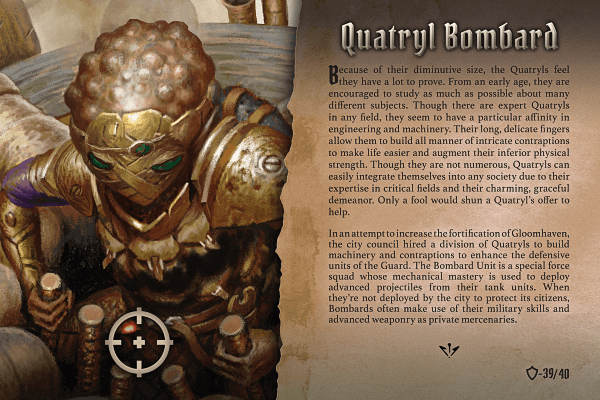 Quatryl Bombard
Because of their diminutive size, the Quatryls feel
they have a lot to prove. From an early age, they are
encouraged to study as much as possible about many
different subjects. Though there are expert Quatryls
in any field, they seem to have a particular affinity in
engineering and machinery. Their long, delicate fingers
allow them to build all manner of intricate contraptions
to make life easier and augment their inferior physical
strength. Though they are not numerous, Quatryls can
easily integrate themselves into any society due to their
expertise in critical fields and their charming, graceful
demeanor. Only a fool would shun a Quatryl's offer to
help.
In an attempt to increase the fortification of Gloomhaven,
the city council hired a division of Quatryls to build
machinery and contraptions to enhance the defensive
units of the Guard. The Bombard Unit is a special force
squad whose mechanical mastery is used to deploy
advanced projectiles from their tank units. When
they're not deployed by the city to protect its citizens,
Bombards often make use of their military skills and
advanced weaponry as private mercenaries.
-39/40